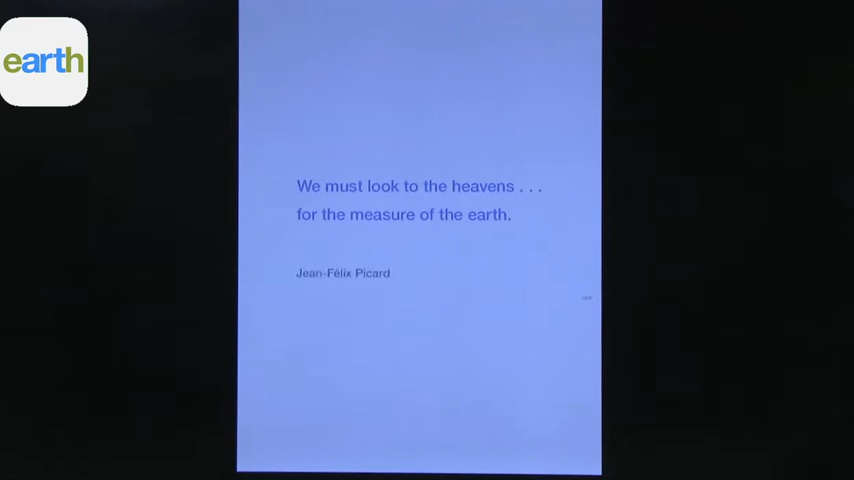 earth
We must look to the heavens . . .
for the measure of the earth.
Jean-Félix Picard